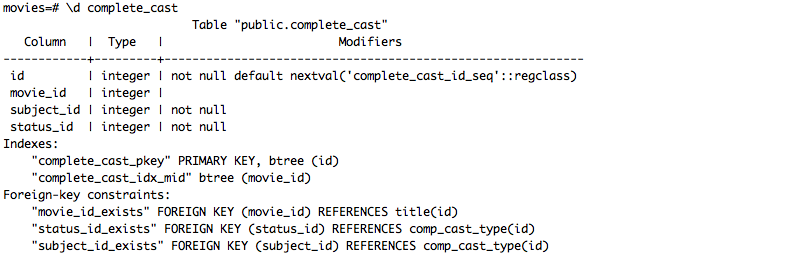 movies=# \d complete_cast
                         Table "public.complete_cast"
   Column   |  Type   |                         Modifiers
------------+---------+------------------------------------------------------------
 id         | integer | not null default nextval('complete_cast_id_seq'::regclass)
 movie_id   | integer |
 subject_id | integer | not null
 status_id  | integer | not null
Indexes:
    "complete_cast_pkey" PRIMARY KEY, btree (id)
    "complete_cast_idx_mid" btree (movie_id)
Foreign-key constraints:
    "movie_id_exists" FOREIGN KEY (movie_id) REFERENCES title(id)
    "status_id_exists" FOREIGN KEY (status_id) REFERENCES comp_cast_type(id)
    "subject_id_exists" FOREIGN KEY (subject_id) REFERENCES comp_cast_type(id)